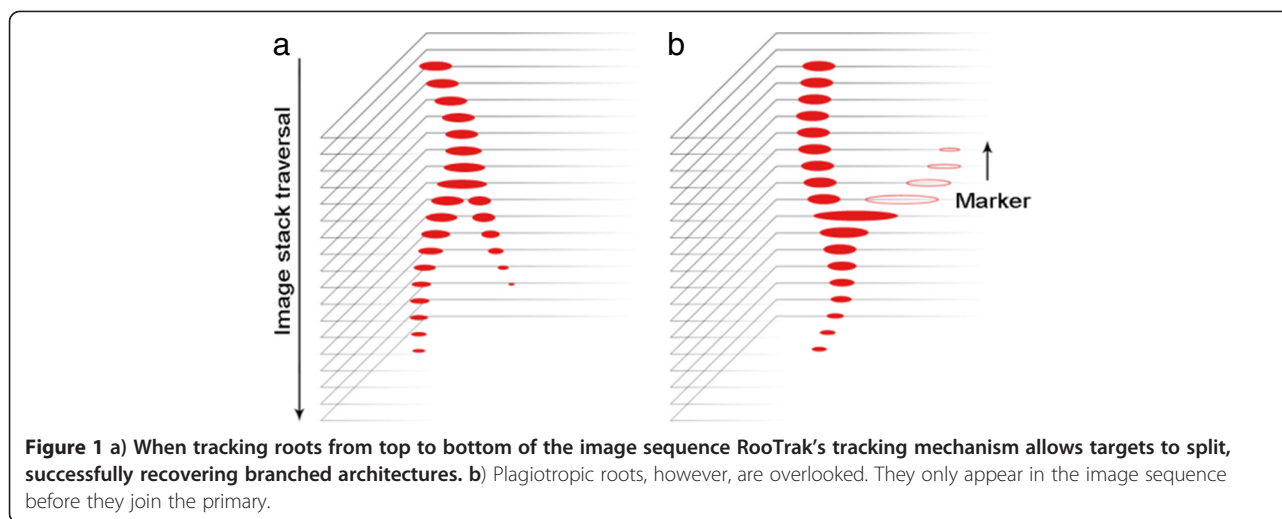 a
b
Image stack traversal
Marker
Figure 1 a) When tracking roots from top to bottom of the image sequence RooTrak's tracking mechanism allows targets to split,
successfully recovering branched architectures. b) Plagiotropic roots, however, are overlooked. They only appear in the image sequence
before they join the primary.